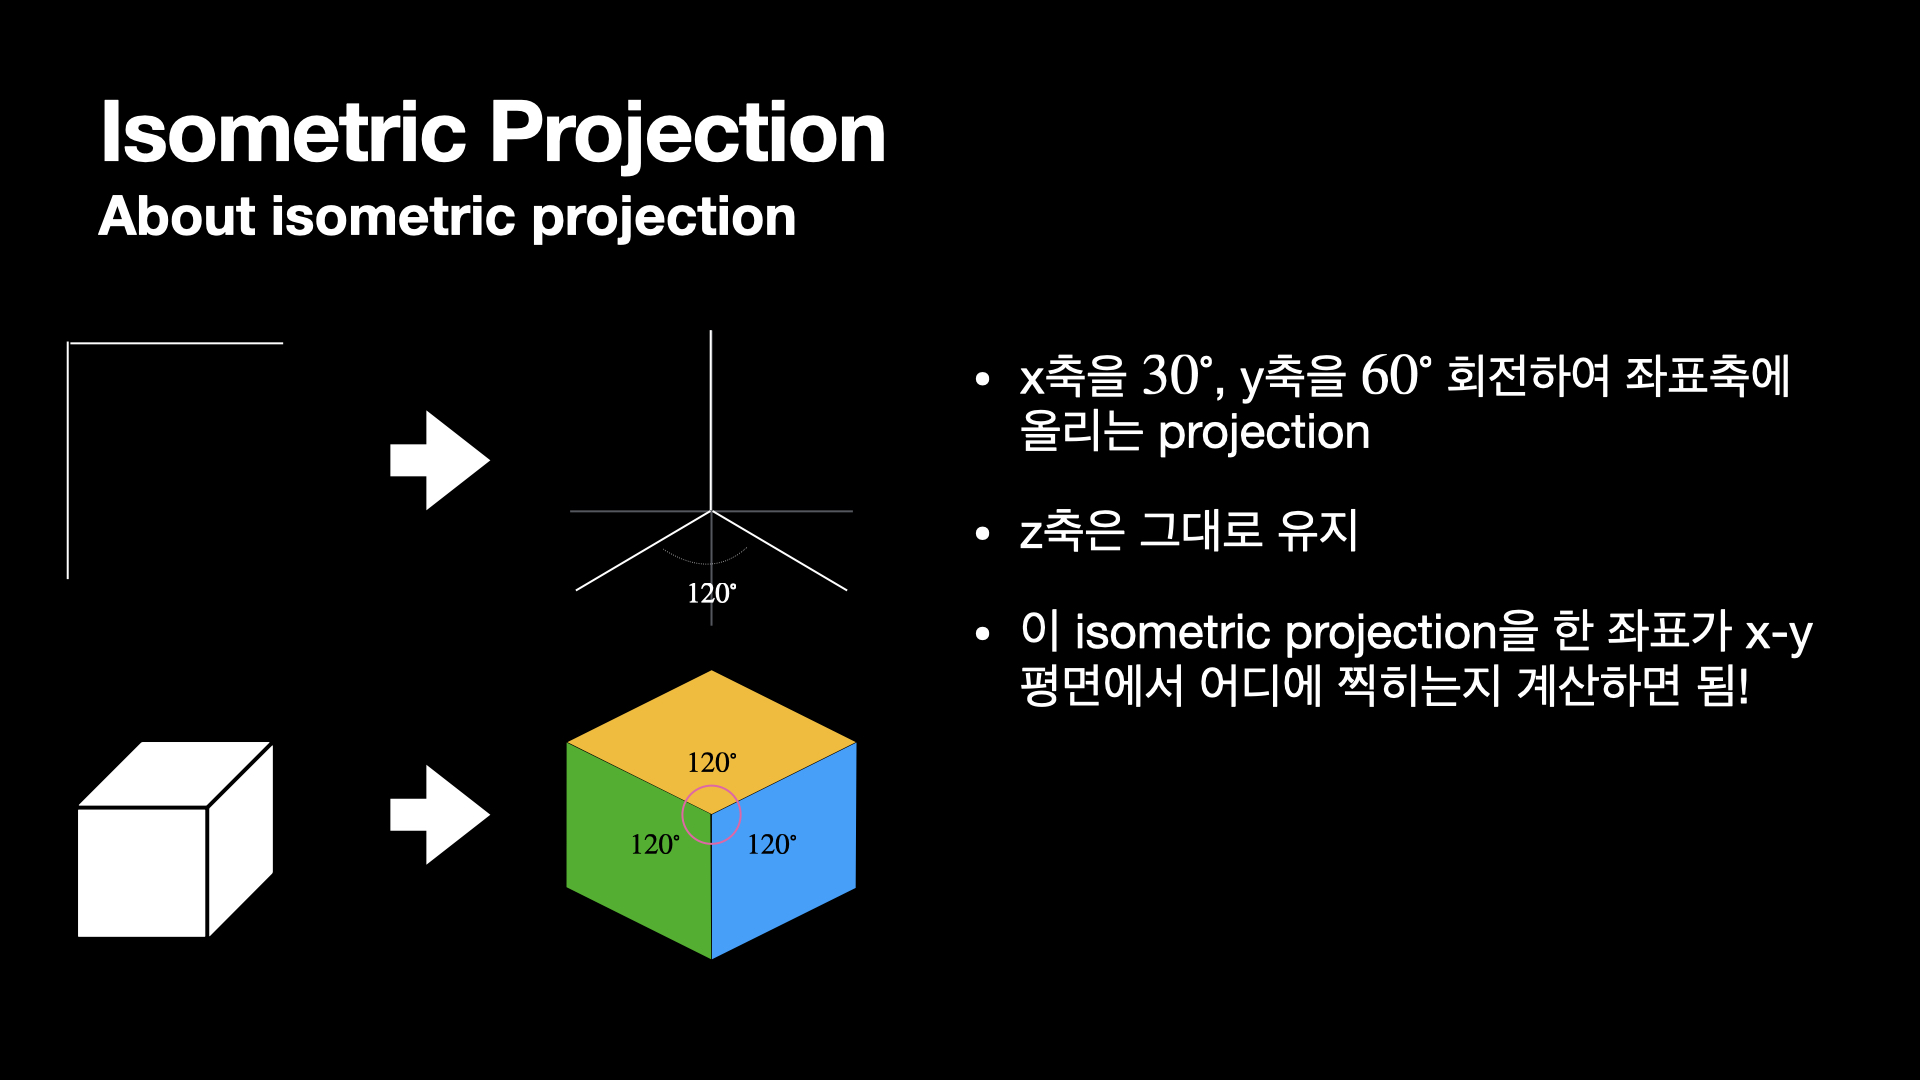 Isometric Projection
About isometric projection
120°
120°
120°
120°
• x축을 30°, y축을 60° 회전하여 좌표축에
올리는 projection
• z축은 그대로 유지
• 이 isometric projection을 한 좌표가 x-y
평면에서 어디에 찍히는지 계산하면 됨!